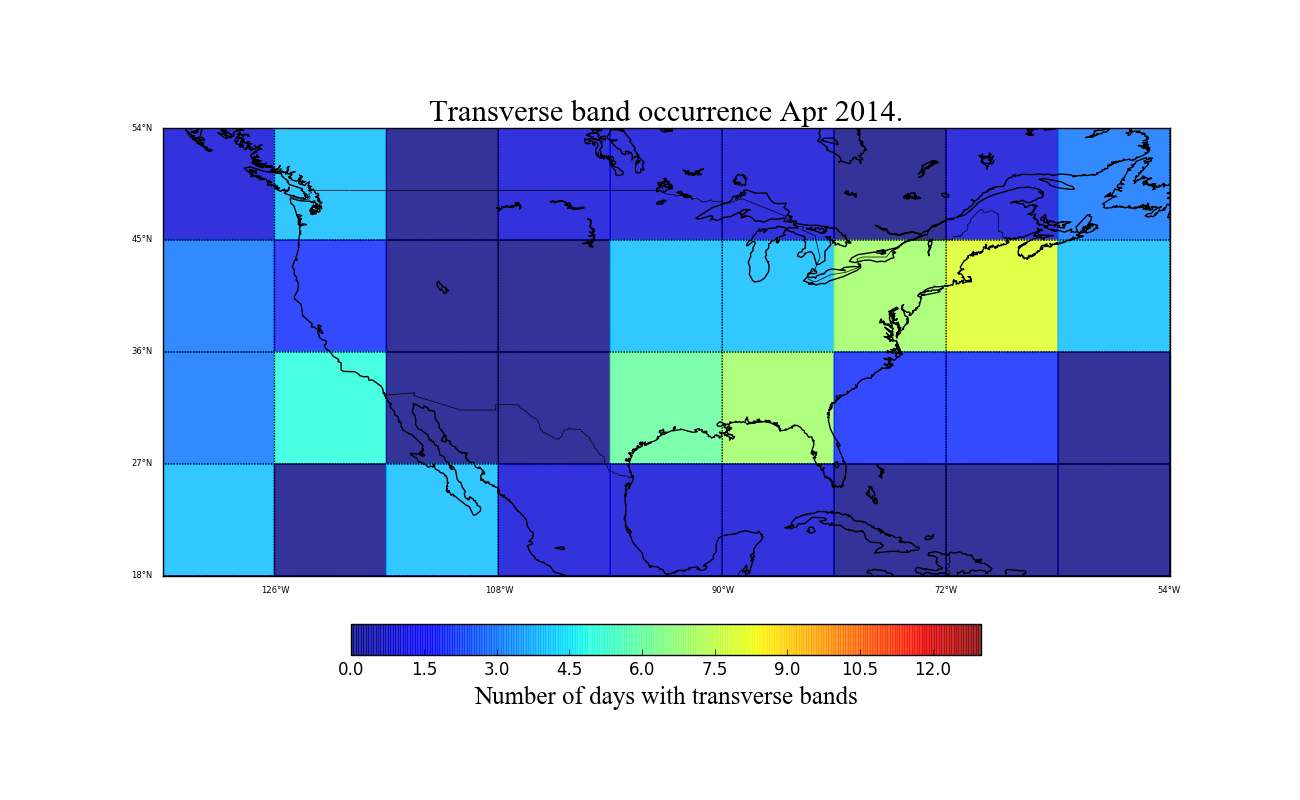 Transverse band occurrence Apr 2014.
54°N
45°N
36°N
27°N
18°N
126°W 108°W 90°W 72°W 54°W
0.0 1.5 3.0 4.5 6.0 7.5 9.0 10.5 12.0
Number of days with transverse bands